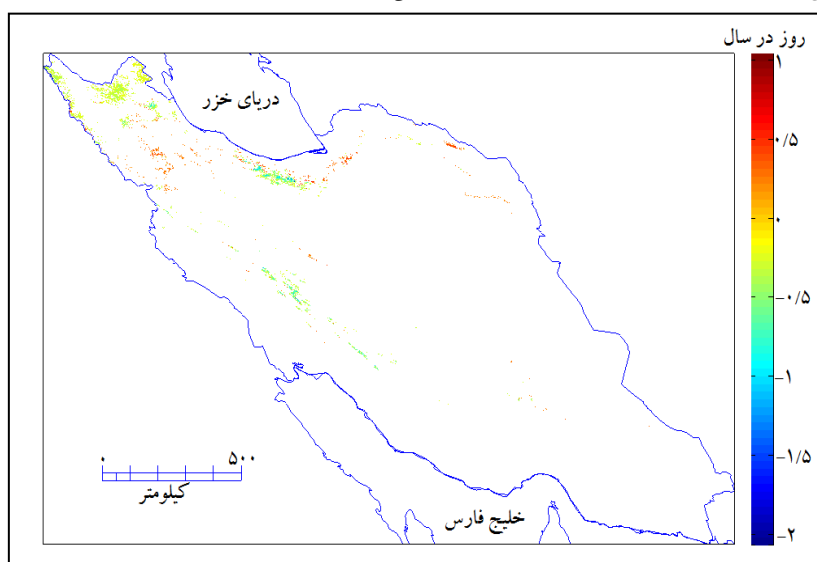 روز در سال
دریای خزر
۱
۰/۵
۰
-۰/۵
-۱
-۱/۵
-۲
۰ ۵۰۰
کیلومتر
خلیج فارس